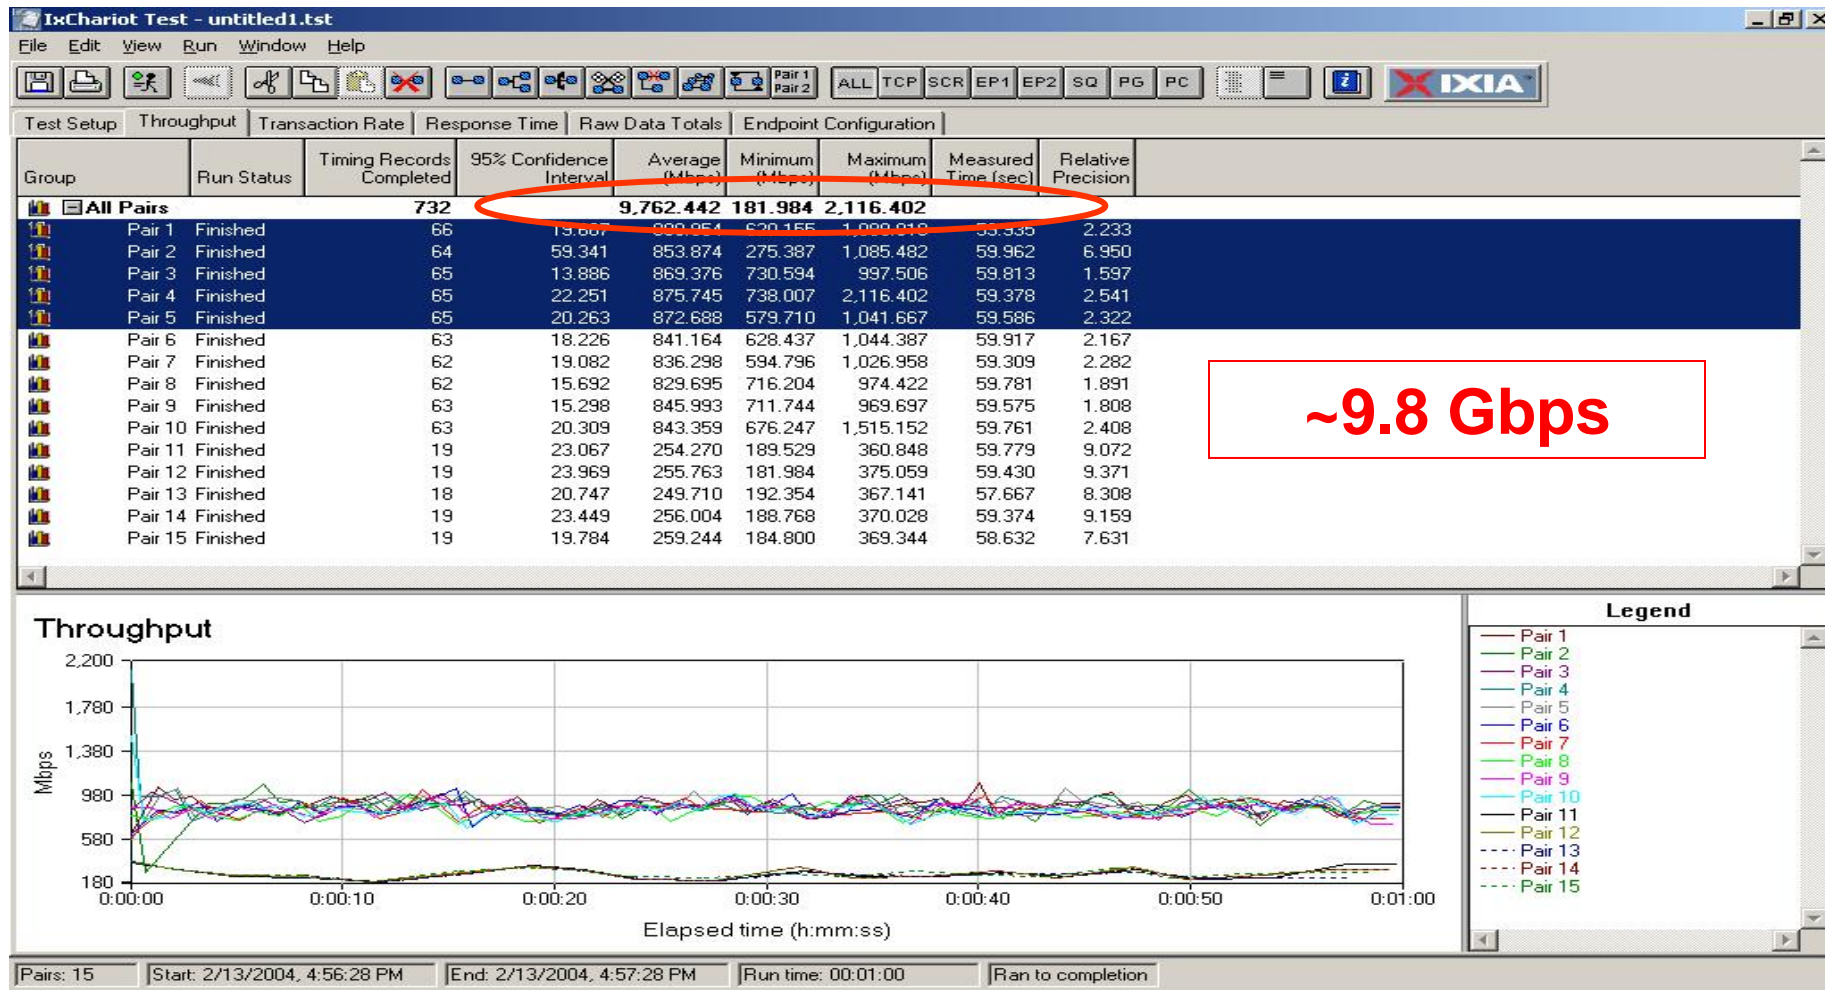 IxChariot Test - untitled1.tst
File Edit View Run Window Help
Pair 1 Pair 2 ALL TCP SCR EP1 EP2 SQ PG PC IXIA
Test Setup Throughput Transaction Rate Response Time Raw Data Totals Endpoint Configuration
Group Run Status Timing Records Completed 95% Confidence Interval Average (Mbps) Minimum (Mbps) Maximum (Mbps) Measured Time (sec) Relative Precision
All Pairs 732 9,762.442 181.984 2,116.402
Pair 1 Finished 66 2.233
Pair 2 Finished 64 59.341 853.874 275.387 1,085.482 59.962 6.950
Pair 3 Finished 65 13.886 869.376 730.594 997.506 59.813 1.597
Pair 4 Finished 65 22.251 875.745 738.007 2,116.402 59.378 2.541
Pair 5 Finished 65 20.263 872.688 579.710 1,041.667 59.586 2.322
Pair 6 Finished 63 18.226 841.164 628.437 1,044.387 59.917 2.167
Pair 7 Finished 62 19.082 836.298 594.796 1,026.958 59.309 2.282
Pair 8 Finished 62 15.692 829.695 716.204 974.422 59.781 1.891
Pair 9 Finished 63 15.298 845.993 711.744 969.697 59.575 1.808
Pair 10 Finished 63 20.309 843.359 676.247 1,515.152 59.761 2.408
Pair 11 Finished 19 23.067 254.270 189.529 360.848 59.779 9.072
Pair 12 Finished 19 23.969 255.763 181.984 375.059 59.430 9.371
Pair 13 Finished 18 20.747 249.710 192.354 367.141 57.667 8.308
Pair 14 Finished 19 23.449 256.004 188.768 370.028 59.374 9.159
Pair 15 Finished 19 19.784 259.244 184.800 369.344 58.632 7.631
~9.8 Gbps
Throughput
2,200
1,780
1,380
980
580
180
Mbps
0:00:00 0:00:10 0:00:20 0:00:30 0:00:40 0:00:50 0:01:00
Elapsed time (h:mm:ss)
Legend
Pair 1
Pair 2
Pair 3
Pair 4
Pair 5
Pair 6
Pair 7
Pair 8
Pair 9
Pair 10
Pair 11
Pair 12
Pair 13
Pair 14
Pair 15
Pairs: 15 Start: 2/13/2004, 4:56:28 PM End: 2/13/2004, 4:57:28 PM Run time: 00:01:00 Ran to completion